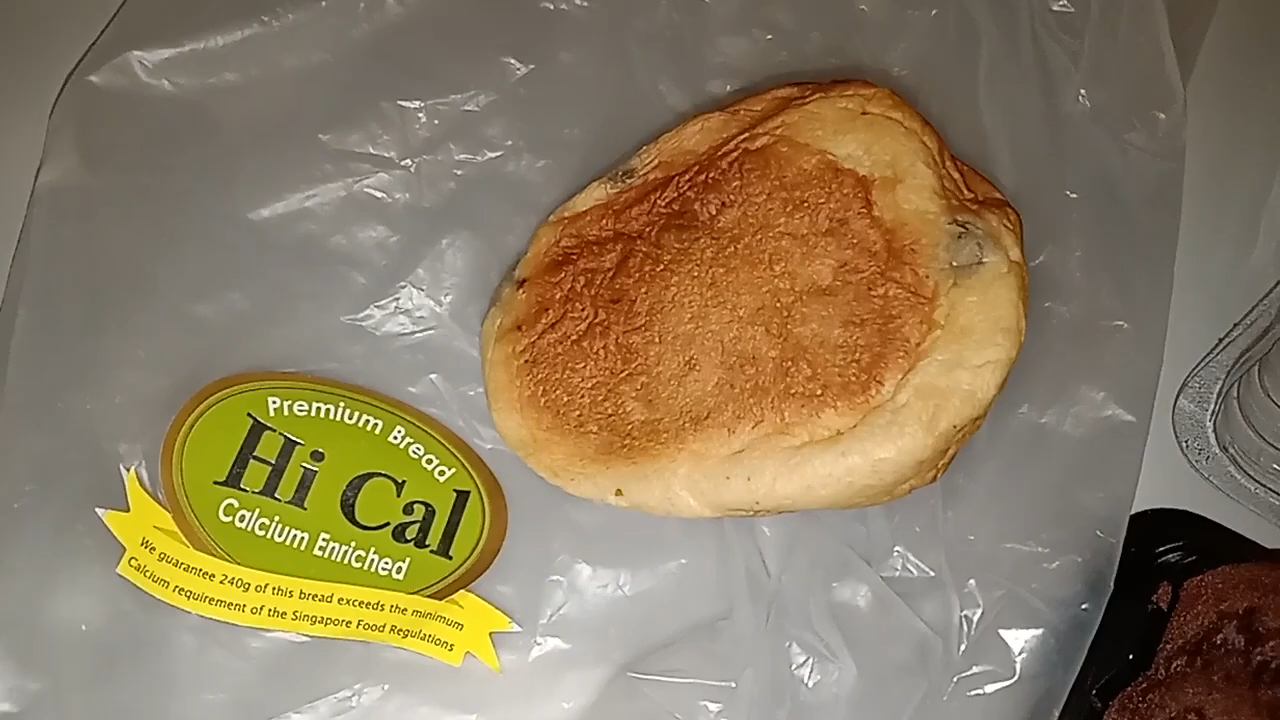 Premium Bread
Hi Cal
Calcium Enriched
We guarantee 240g of this bread exceeds the minimum
Calcium requirement of the Singapore Food Regulations